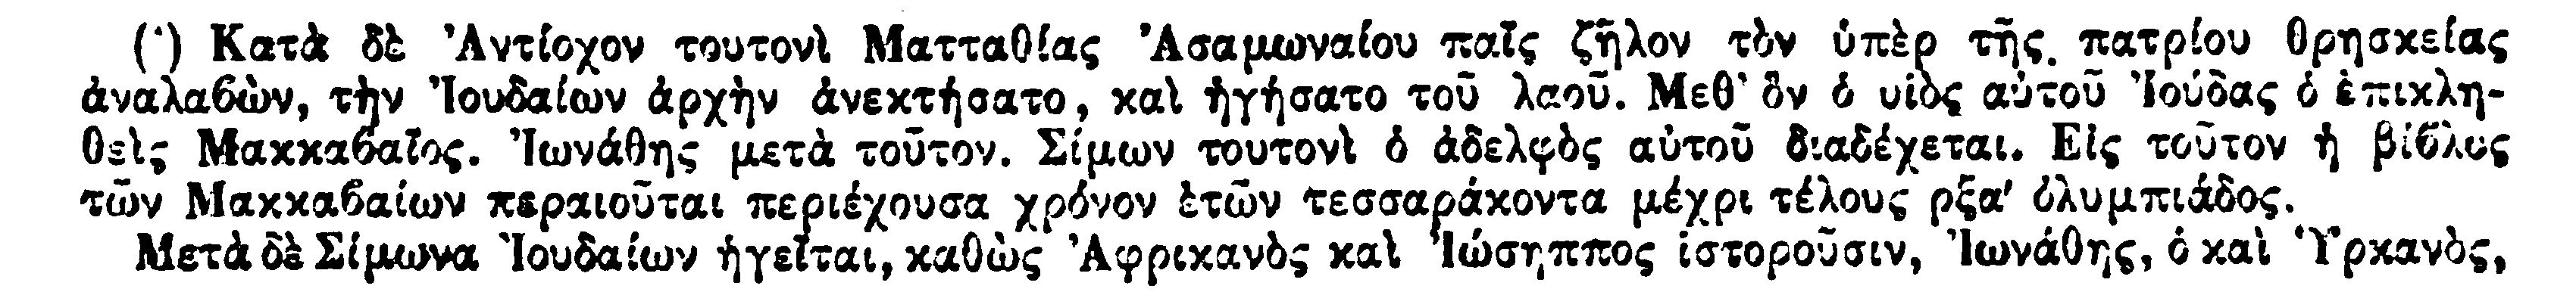 (·) Κατὰ δὲ Ἀντίοχον τουτονὶ Ματταθίας Ἀσαμωναίου παῖς ζῆλον τὸν ὑπὲρ τῆς πατρίου θρησκείας
ἀναλαβὼν, τὴν Ἰουδαίων ἀρχὴν ἀνεκτήσατο, καὶ ἡγήσατο τοῦ λαοῦ. Μεθ' ὃν ὁ υἱὸς αὐτοῦ Ἰούδας ὁ ἐπικλη-
θεὶς Μακκαβαῖος. Ἰωνάθης μετὰ τοῦτον. Σίμων τουτονὶ ὁ ἀδελφὸς αὐτοῦ διαδέχεται. Εἰς τοῦτον ἡ βίβλος
τῶν Μακκαβαίων περαιοῦται περιέχουσα χρόνον ἐτῶν τεσσαράκοντα μέχρι τέλους ρξα' ὀλυμπιάδος.
Μετὰ δὲ Σίμωνα Ἰουδαίων ἡγεῖται, καθὼς Ἀφρικανὸς καὶ Ἰώσηππος ἱστοροῦσιν, Ἰωνάθης, ὁ καὶ Ὑρκανὸς,